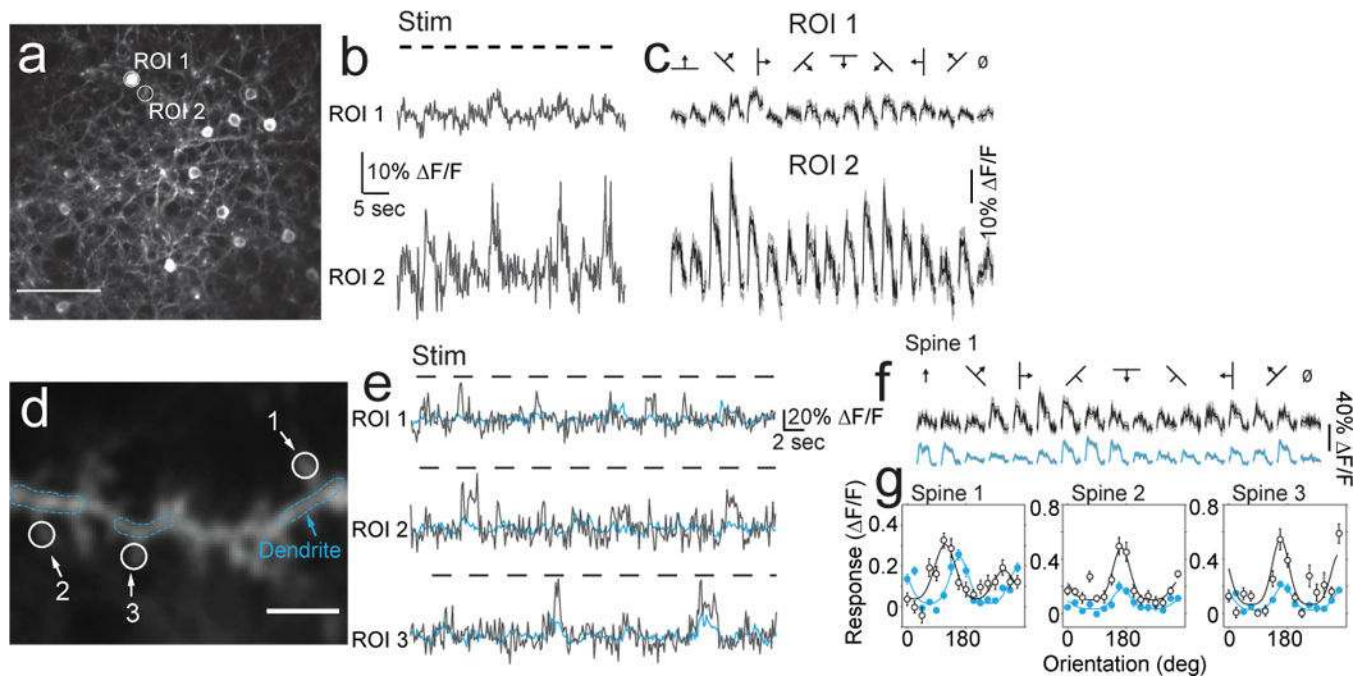 a
ROI 1
ROI 2
b
Stim
ROI 1
10% ΔF/F
5 sec
ROI 2
c
ROI 1
ø
ROI 2
10% ΔF/F
d
1
2
3
Dendrite
e
Stim
ROI 1
20% ΔF/F
2 sec
ROI 2
ROI 3
f
Spine 1
ø
40% ΔF/F
g
Spine 1
Spine 2
Spine 3
Response (ΔF/F)
0.4
0.2
0
0.8
0.4
0
0.8
0.4
0
0 180
0 180
0 180
Orientation (deg)